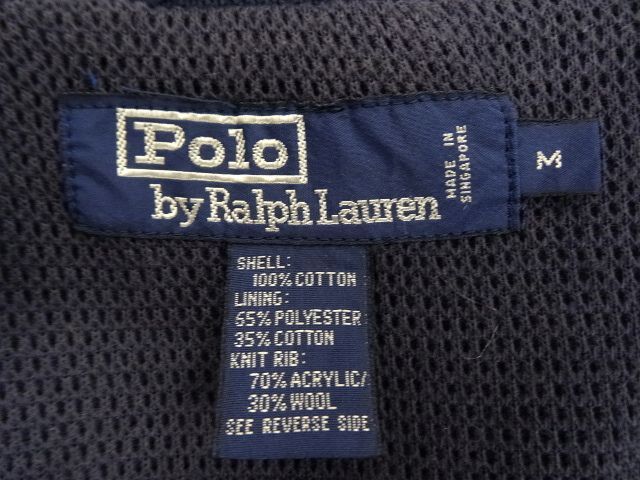 Polo
by Ralph Lauren
MADE IN
SINGAPORE
M
SHELL:
100% COTTON
LINING:
65% POLYESTER
35% COTTON
KNIT RIB:
70% ACRYLIC/
30% WOOL
SEE REVERSE SIDE